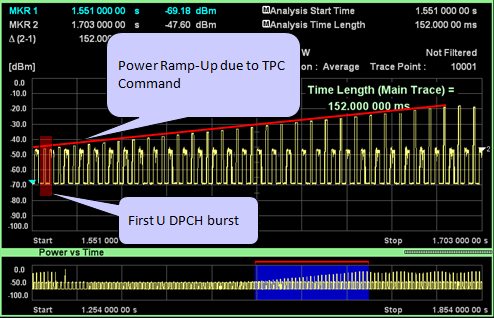 MKR 1 1.551 000 00 s -69.18 dBm MAnalysis Start Time 1.551 000 00 s
MKR 2 1.703 000 00 s -47.60 dBm MAnalysis Time Length 152.000 00 ms
Δ (2-1) 152.000
W Not Filtered
[dBm] on : Average Trace Point : 10001
Power Ramp-Up due to TPC
Command
Time Length (Main Trace) =
152.000 000 ms
0.0
-10.0
-20.0
-30.0
-40.0
-50.0
2
-60.0
-70.0
-80.0
-90.0
-100.0
First U DPCH burst
Start 1.551 000 Stop 1.703 000 00 s
Power vs Time
0.0
-50.0
-100.0
Start 1.254 000 00 s Stop 1.854 000 00 s